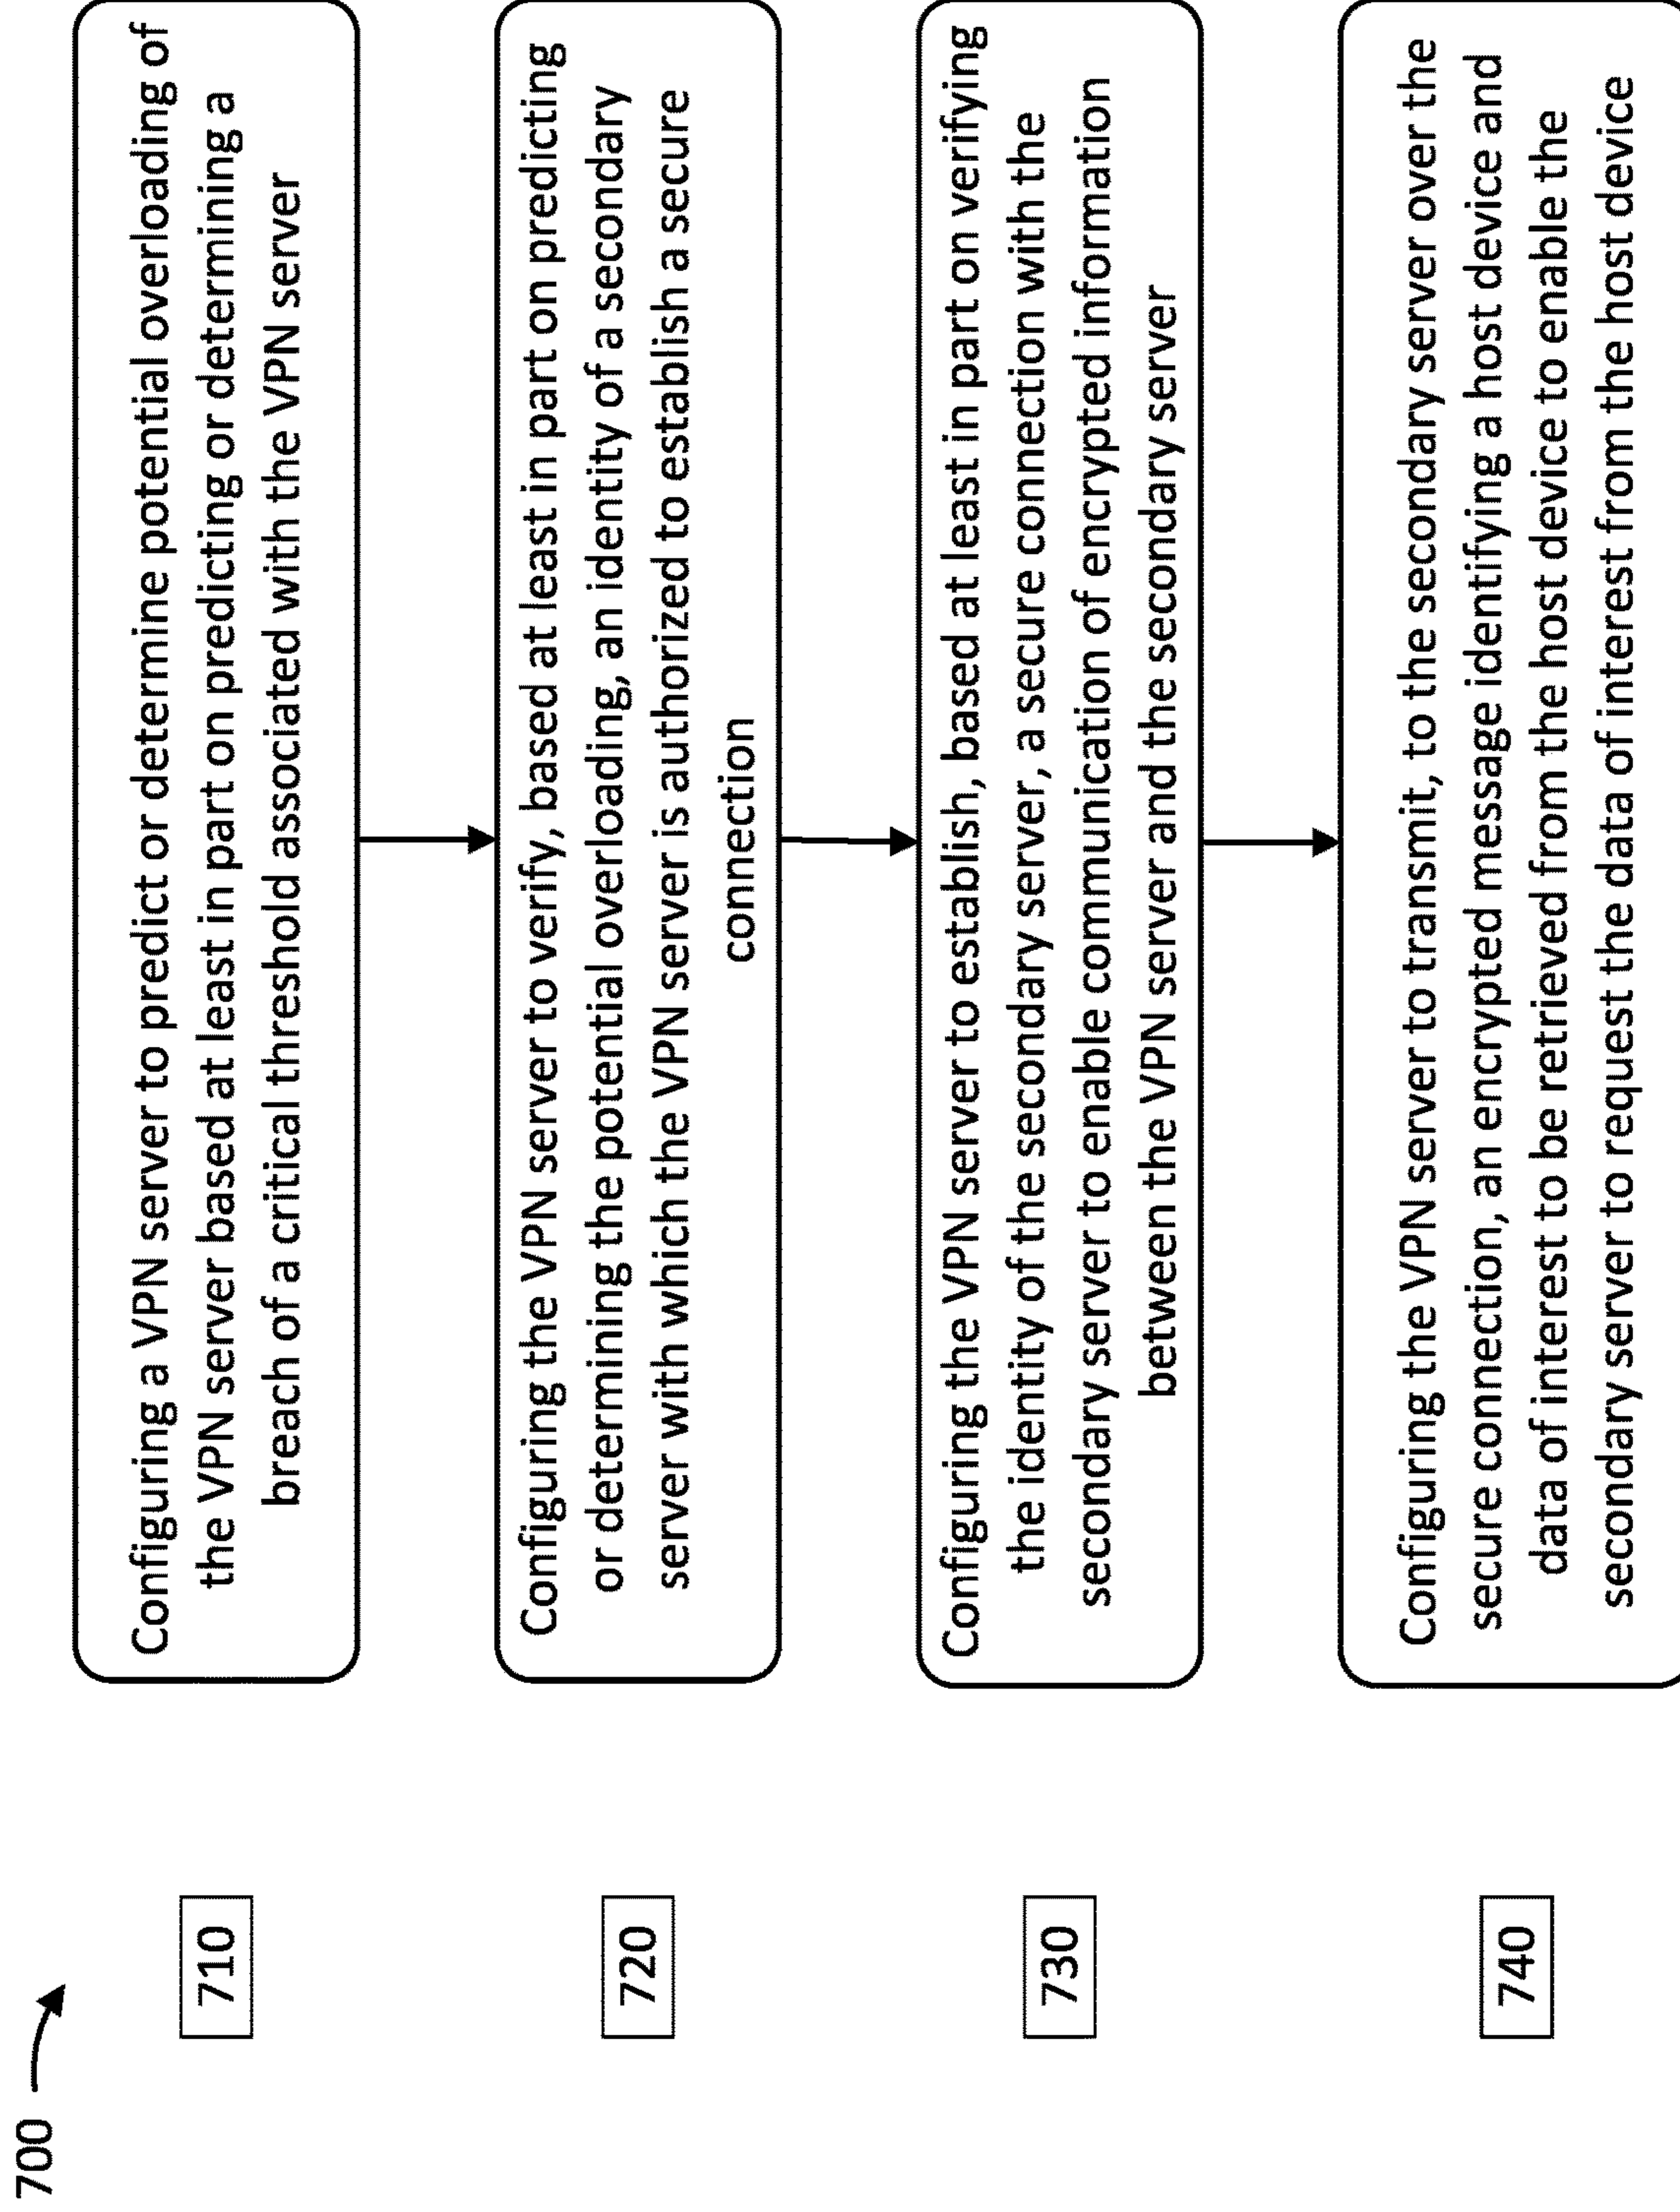 700
710
Configuring a VPN server to predict or determine potential overloading of
the VPN server based at least in part on predicting or determining a
breach of a critical threshold associated with the VPN server
720
Configuring the VPN server to verify, based at least in part on predicting
or determining the potential overloading, an identity of a secondary
server with which the VPN server is authorized to establish a secure
connection
730
Configuring the VPN server to establish, based at least in part on verifying
the identity of the secondary server, a secure connection with the
secondary server to enable communication of encrypted information
between the VPN server and the secondary server
740
Configuring the VPN server to transmit, to the secondary server over the
secure connection, an encrypted message identifying a host device and
data of interest to be retrieved from the host device to enable the
secondary server to request the data of interest from the host device